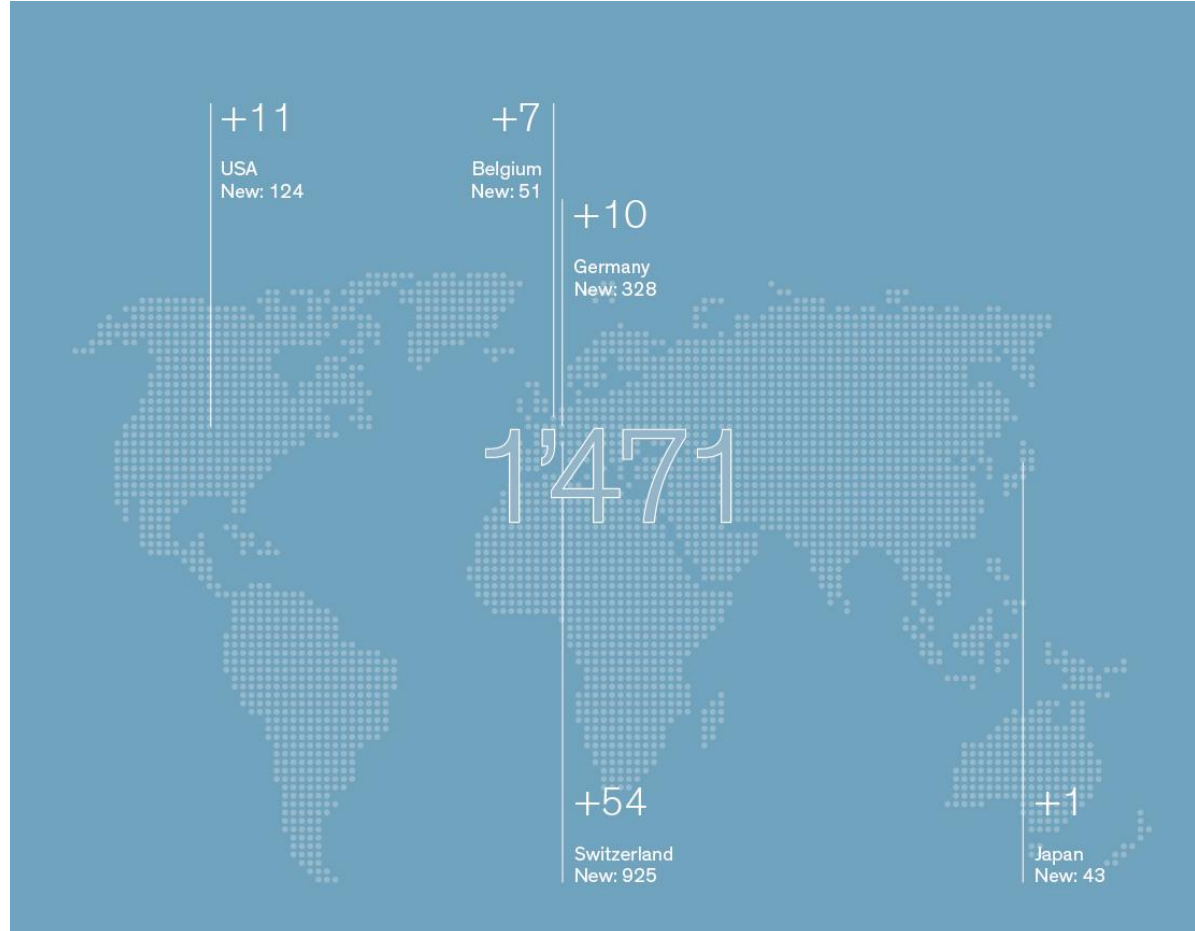 +11
USA
New: 124
+7
Belgium
New: 51
+10
Germany
New: 328
1’471
+54
Switzerland
New: 925
+1
Japan
New: 43